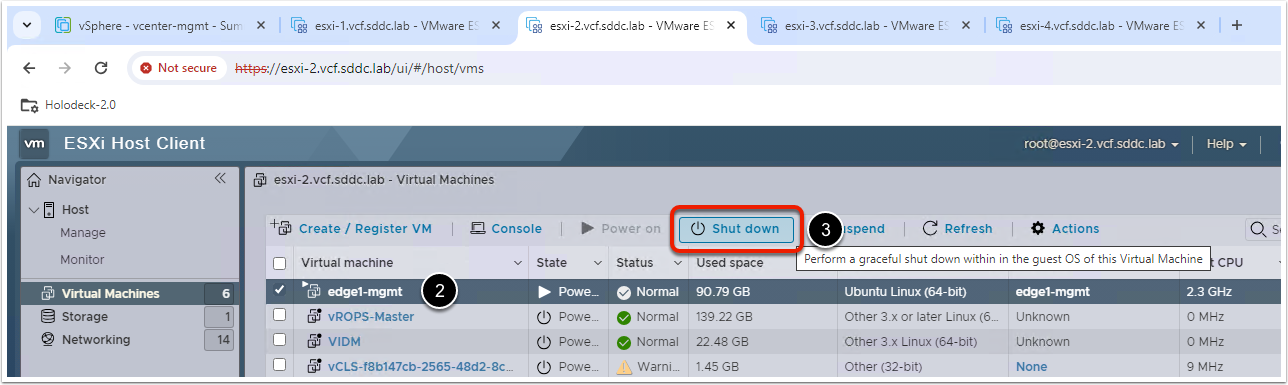 vSphere - vcenter-mgmt - Sum
esxi-1.vcf.sddc.lab - VMware ES
esxi-2.vcf.sddc.lab - VMware ES
esxi-3.vcf.sddc.lab - VMware ES
esxi-4.vcf.sddc.lab - VMware ES
Not secure https://esxi-2.vcf.sddc.lab/ui/#/host/vms
Holodeck-2.0
vm ESXi Host Client root@esxi-2.vcf.sddc.lab Help
Navigator
Host
Manage
Monitor
Virtual Machines 6
Storage 1
Networking 14
esxi-2.vcf.sddc.lab - Virtual Machines
Create / Register VM Console Power on Shut down 3 spend Refresh Actions
Perform a graceful shut down within in the guest OS of this Virtual Machine
Virtual machine State Status Used space CPU
edge1-mgmt 2 Powe... Normal 90.79 GB Ubuntu Linux (64-bit) edge1-mgmt 2.3 GHz
vROPS-Master Powe... Normal 139.22 GB Other 3.x or later Linux (6... Unknown 0 MHz
VIDM Powe... Normal 22.48 GB Other 3.x Linux (64-bit) Unknown 0 MHz
vCLS-f8b147cb-2565-48d2-8c... Powe... Warni... 1.45 GB Other (32-bit) None 9 MHz